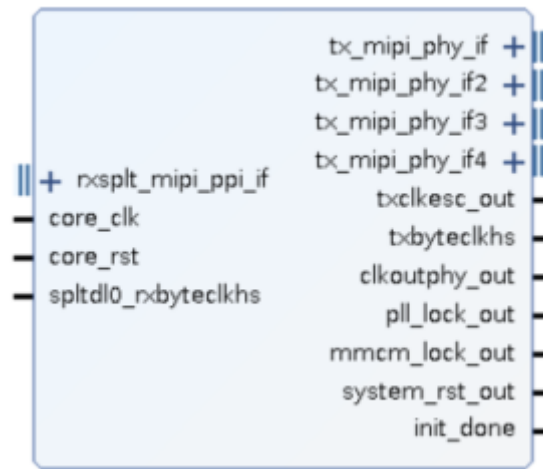 tx_mipi_phy_if
tx_mipi_phy_if2
tx_mipi_phy_if3
tx_mipi_phy_if4
rxsplt_mipi_ppi_if
core_clk
core_rst
spltdl0_rxbyteclkhs
txclkesc_out
txbyteclkhs
clkoutphy_out
pll_lock_out
mmcm_lock_out
system_rst_out
init_done